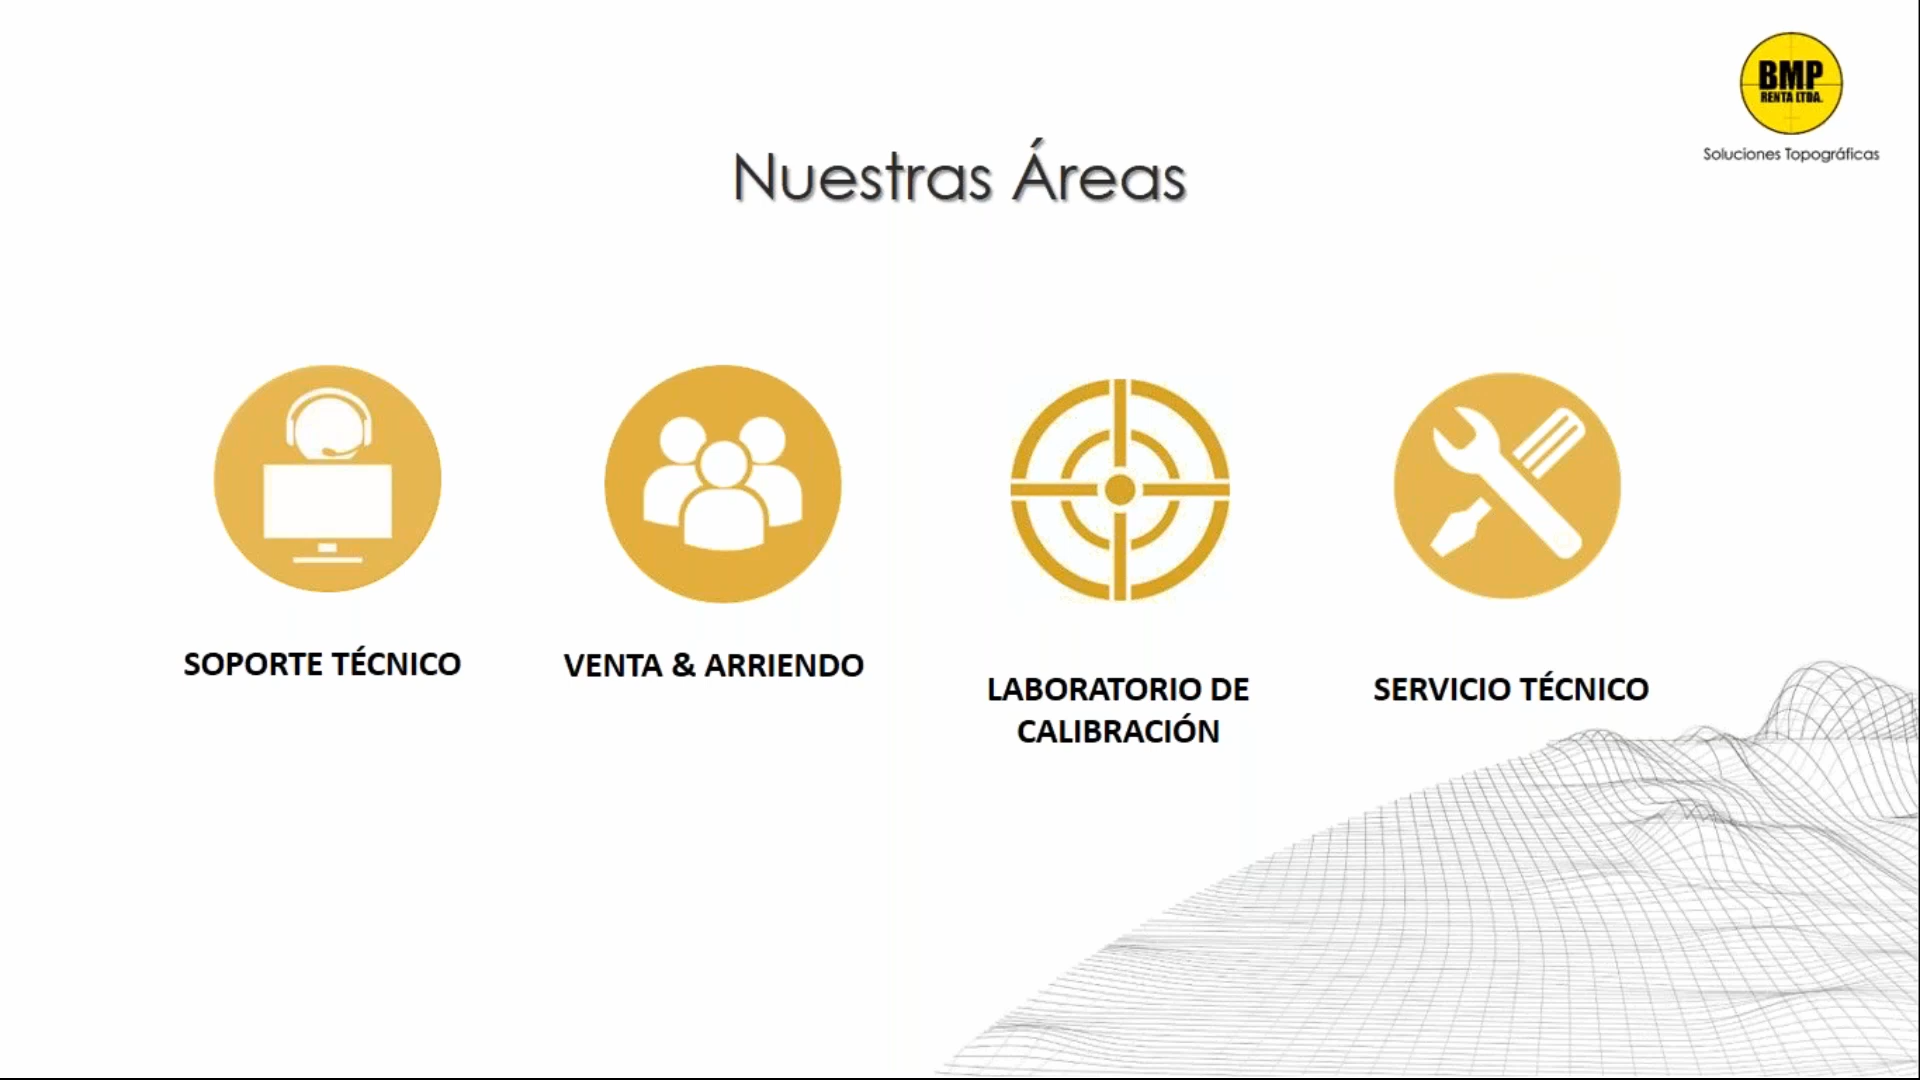 BMP
RENTA LTDA.
Soluciones Topográficas
Nuestras Áreas
SOPORTE TÉCNICO
VENTA & ARRIENDO
LABORATORIO DE
CALIBRACIÓN
SERVICIO TÉCNICO